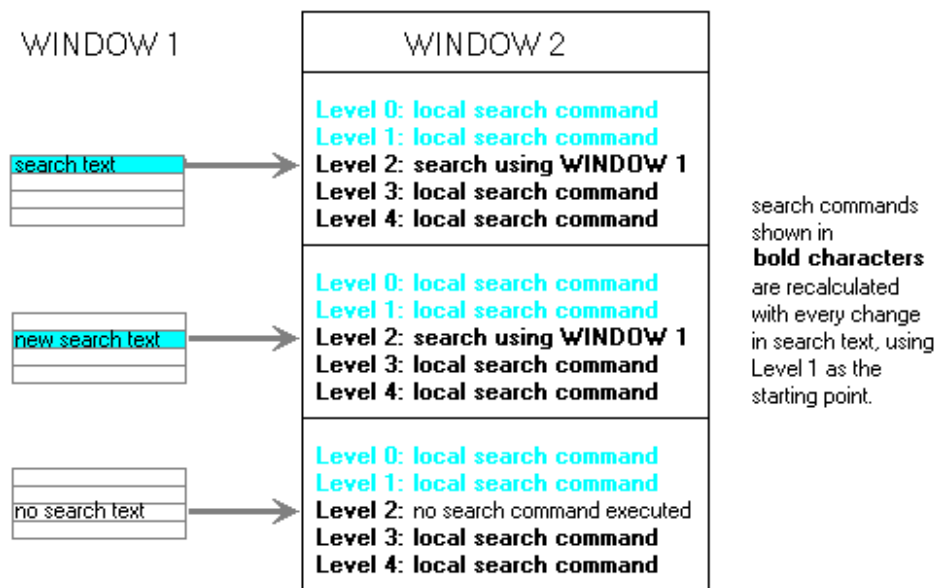 WINDOW 1
WINDOW 2
Level 0: local search command
Level 1: local search command
search text
Level 2: search using WINDOW 1
Level 3: local search command
Level 4: local search command
Level 0: local search command
Level 1: local search command
new search text
Level 2: search using WINDOW 1
Level 3: local search command
Level 4: local search command
Level 0: local search command
Level 1: local search command
no search text
Level 2: no search command executed
Level 3: local search command
Level 4: local search command
search commands
shown in
bold characters
are recalculated
with every change
in search text, using
Level 1 as the
starting point.